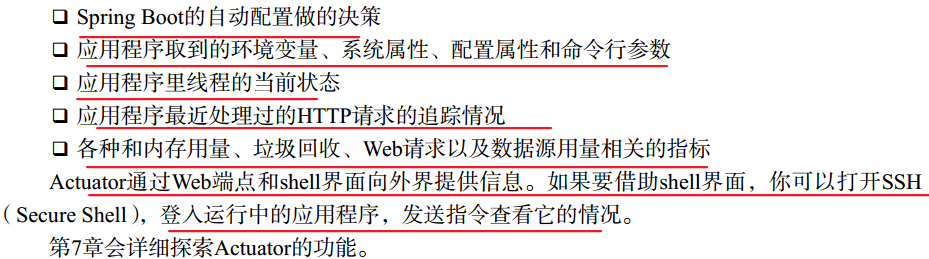 ❑ Spring Boot的自动配置做的决策
❑ 应用程序取到的环境变量、系统属性、配置属性和命令行参数
❑ 应用程序里线程的当前状态
❑ 应用程序最近处理过的HTTP请求的追踪情况
❑ 各种和内存用量、垃圾回收、Web请求以及数据源用量相关的指标
Actuator通过Web端点和shell界面向外界提供信息。如果要借助shell界面，你可以打开SSH
（Secure Shell），登入运行中的应用程序，发送指令查看它的情况。
第7章会详细探索Actuator的功能。